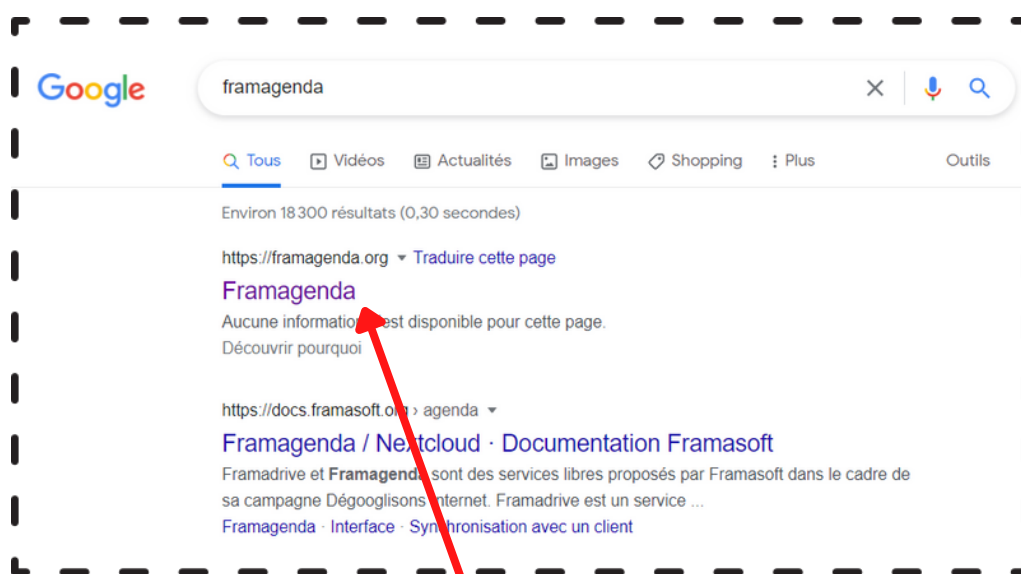 Google
framagenda
Tous Vidéos Actualités Images Shopping Plus Outils
Environ 18 300 résultats (0,30 secondes)
https://framagenda.org Traduire cette page
Framagenda
Aucune information n'est disponible pour cette page.
Découvrir pourquoi
https://docs.framasoft.org › agenda
Framagenda / Nextcloud · Documentation Framasoft
Framadrive et Framagenda sont des services libres proposés par Framasoft dans le cadre de
sa campagne Dégooglisons Internet. Framadrive est un service ...
Framagenda · Interface · Synchronisation avec un client